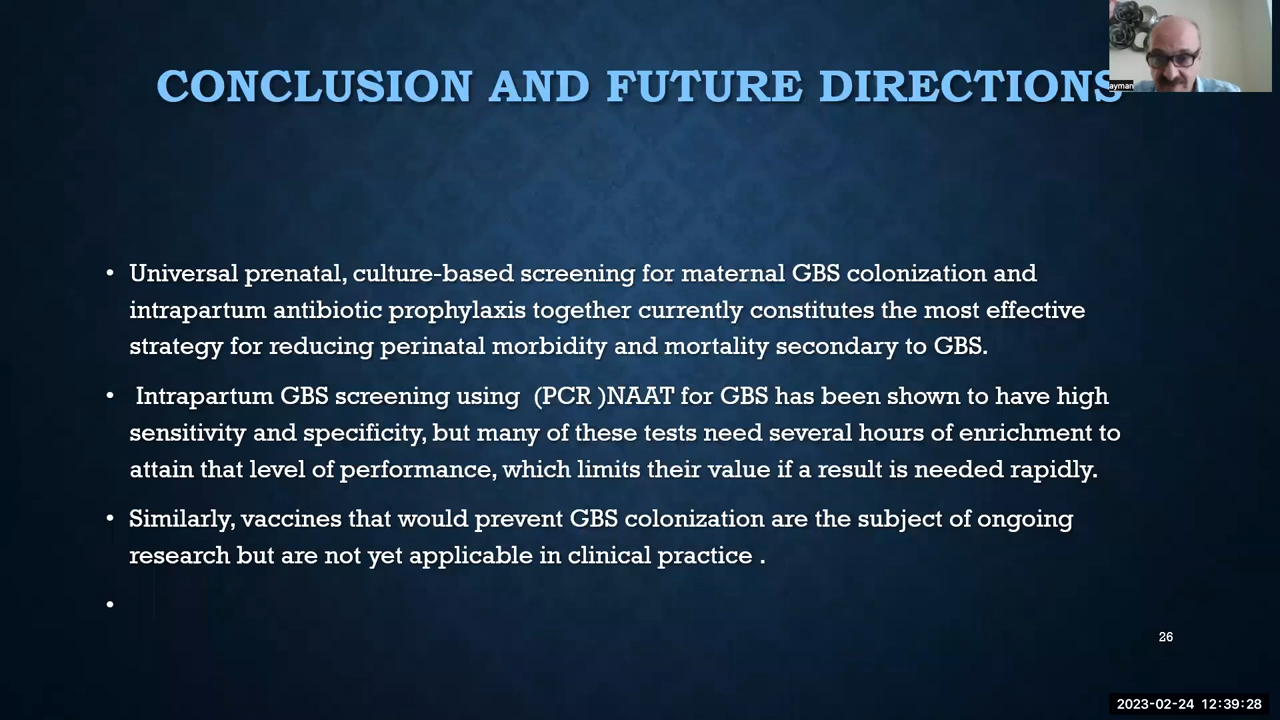 CONCLUSION AND FUTURE DIRECTIONS
ayman
• Universal prenatal, culture-based screening for maternal GBS colonization and
intrapartum antibiotic prophylaxis together currently constitutes the most effective
strategy for reducing perinatal morbidity and mortality secondary to GBS.
• Intrapartum GBS screening using  (PCR )NAAT for GBS has been shown to have high
sensitivity and specificity, but many of these tests need several hours of enrichment to
attain that level of performance, which limits their value if a result is needed rapidly.
• Similarly, vaccines that would prevent GBS colonization are the subject of ongoing
research but are not yet applicable in clinical practice .
•
26
2023-02-24 12:39:28